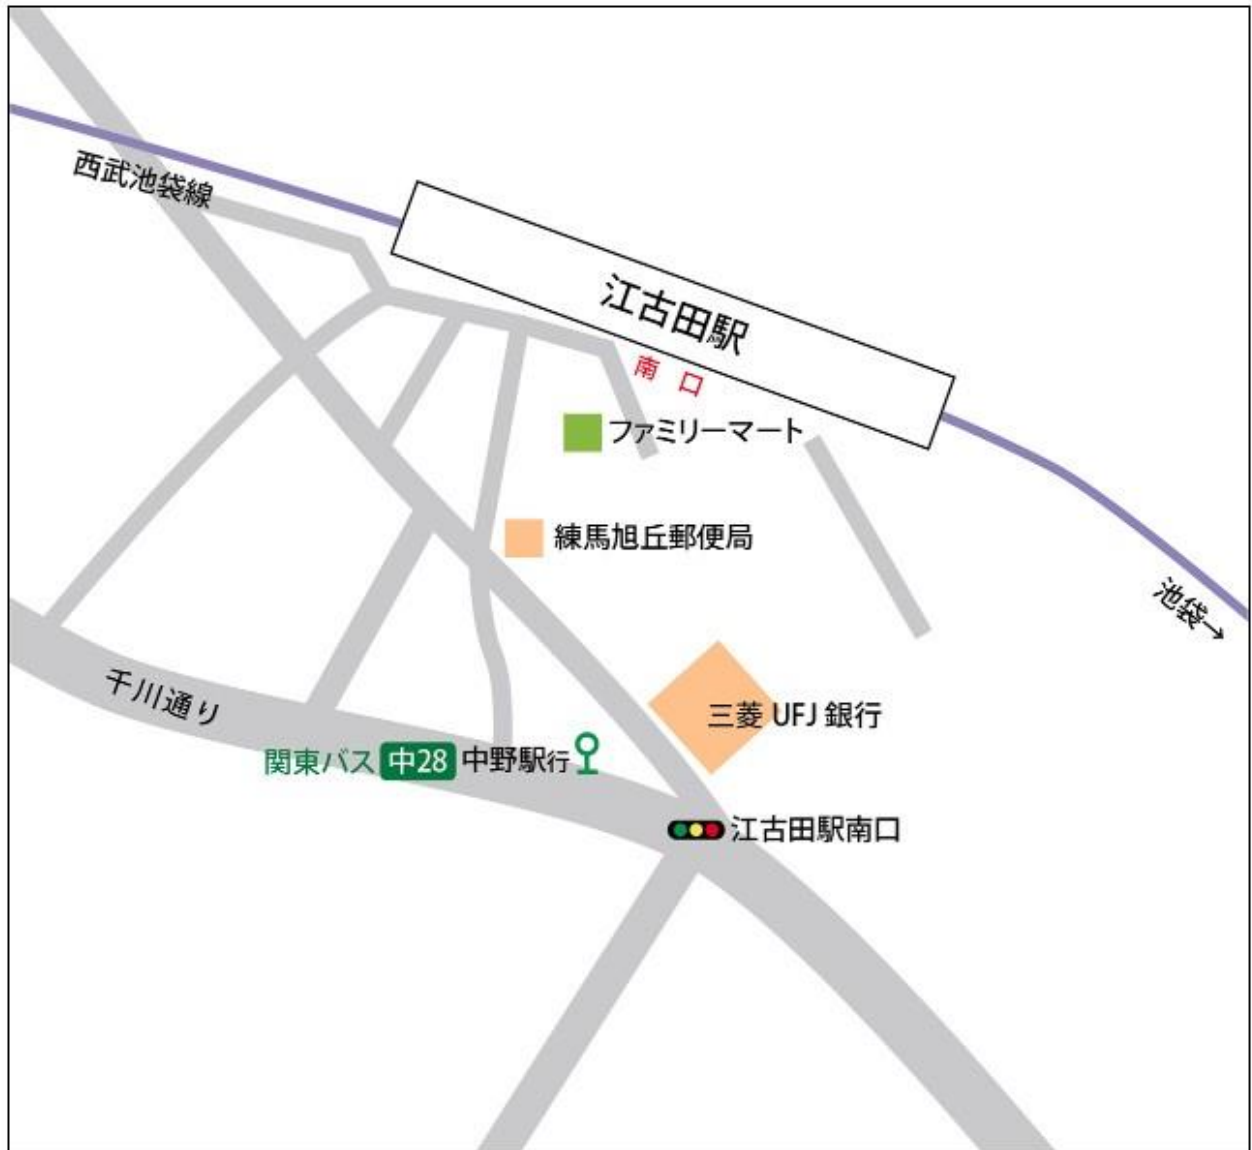 西武池袋線
江古田駅
南口
ファミリーマート
練馬旭丘郵便局
池袋→
千川通り
三菱 UFJ 銀行
関東バス 中28 中野駅行
江古田駅南口